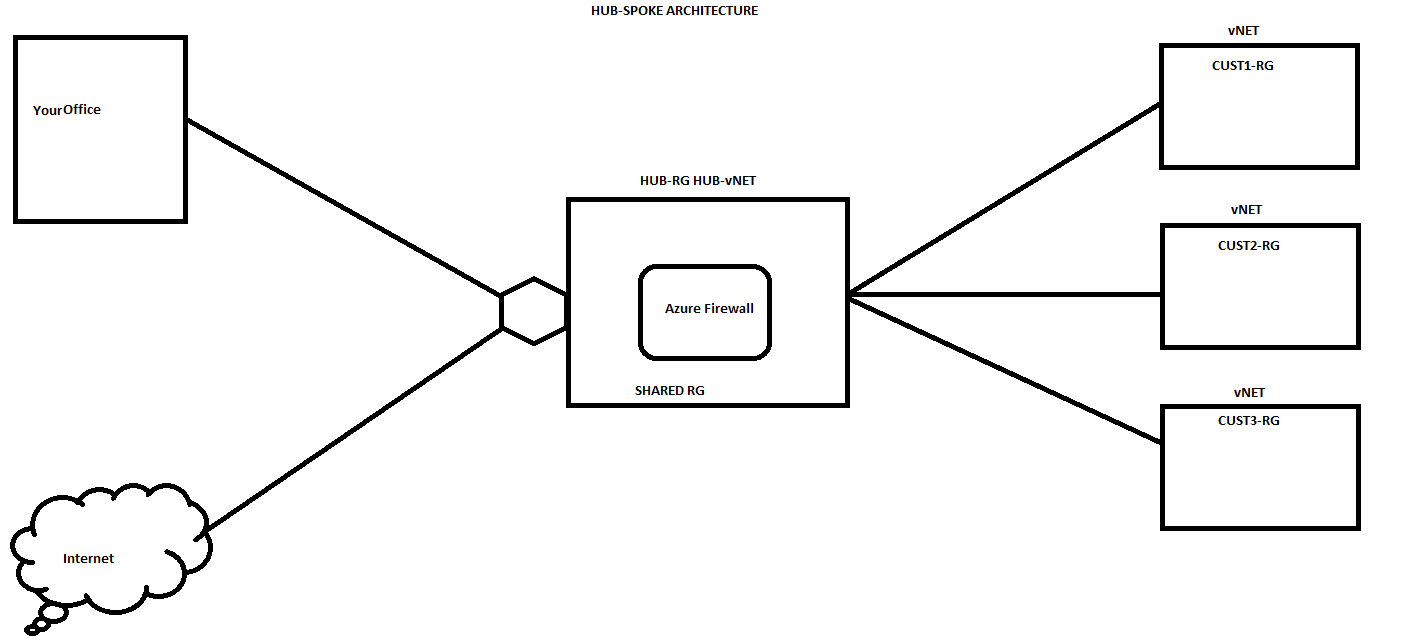 HUB-SPOKE ARCHITECTURE
YourOffice
HUB-RG HUB-vNET
Azure Firewall
SHARED RG
Internet
vNET
CUST1-RG
vNET
CUST2-RG
vNET
CUST3-RG